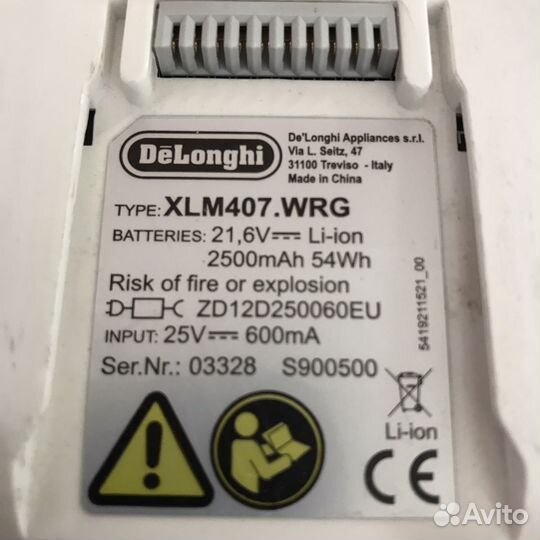 De'Longhi Appliances s.r.l.
Via L. Seitz, 47
31100 Treviso - Italy
Made in China
DeLonghi
TYPE: XLM407.WRG
BATTERIES: 21,6V Li-ion
2500mAh 54Wh
Risk of fire or explosion
ZD12D250060EU
INPUT: 25V 600mA
Ser.Nr.: 03328 S900500
5419211521_00
Li-ion
CE
Avito